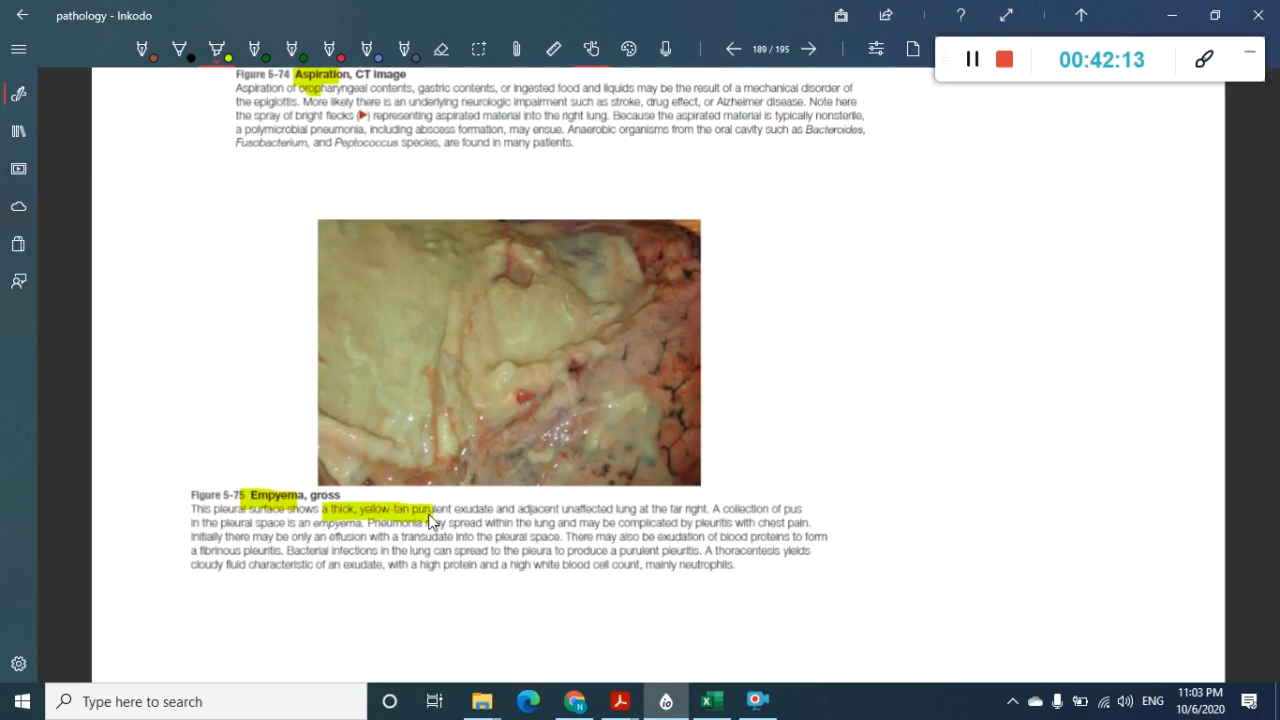 pathology - Inkodo
189 / 195
00:42:13
Figure 5-74 Aspiration, CT image
Aspiration of oropharyngeal contents, gastric contents, or ingested food and liquids may be the result of a mechanical disorder of
the epiglottis. More likely there is an underlying neurologic impairment such as stroke, drug effect, or Alzheimer disease. Note here
the spray of bright flecks (▶) representing aspirated material into the right lung. Because the aspirated material is typically nonsterile,
a polymicrobial pneumonia, including abscess formation, may ensue. Anaerobic organisms from the oral cavity such as Bacteroides,
Fusobacterium, and Peptococcus species, are found in many patients.
Figure 5-75 Empyema, gross
This pleural surface shows a thick, yellow-tan purulent exudate and adjacent unaffected lung at the far right. A collection of pus
in the pleural space is an empyema. Pneumonia may spread within the lung and may be complicated by pleuritis with chest pain.
Initially there may be only an effusion with a transudate into the pleural space. There may also be exudation of blood proteins to form
a fibrinous pleuritis. Bacterial infections in the lung can spread to the pleura to produce a purulent pleuritis. A thoracentesis yields
cloudy fluid characteristic of an exudate, with a high protein and a high white blood cell count, mainly neutrophils.
Type here to search
ENG
11:03 PM
10/6/2020